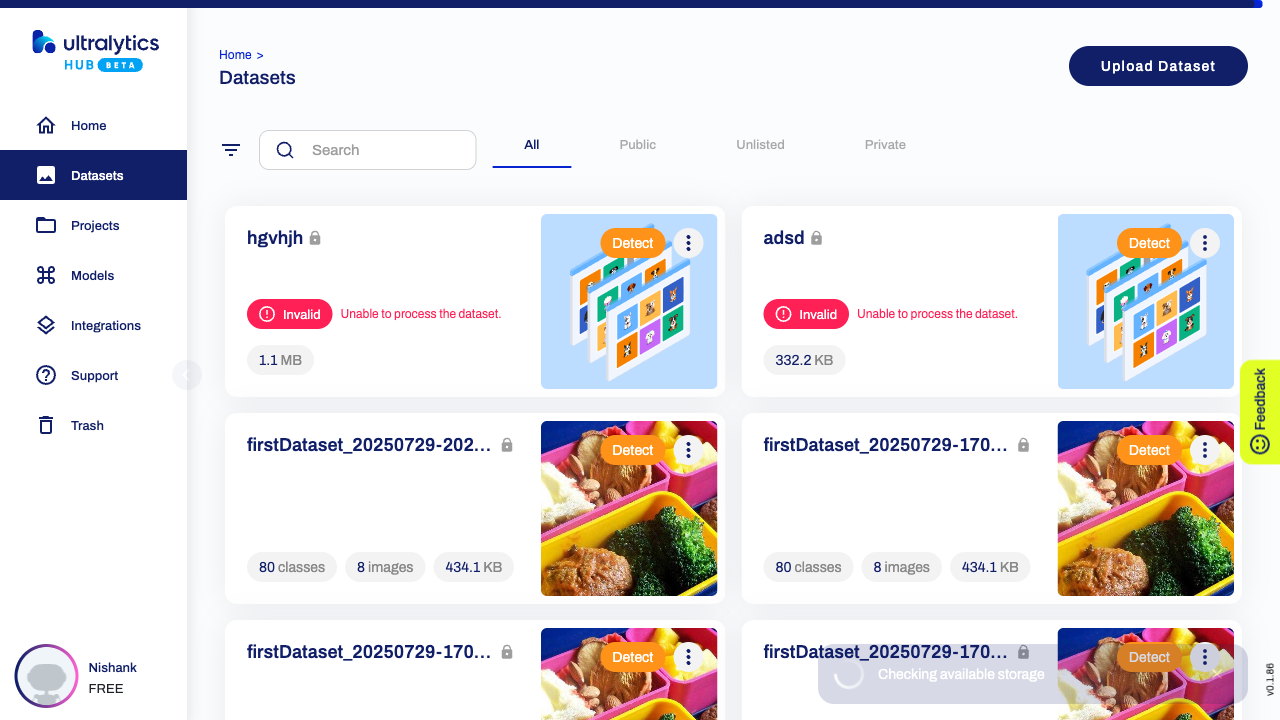 ultralytics
HUB BETA
Home
Datasets
Projects
Models
Integrations
Support
Trash
Nishank
FREE
Home >
Datasets
Upload Dataset
Search
All
Public
Unlisted
Private
hgvhjh
Detect
Invalid
Unable to process the dataset.
1.1 MB
adsd
Detect
Invalid
Unable to process the dataset.
332.2 KB
firstDataset_20250729-202...
Detect
80 classes
8 images
434.1 KB
firstDataset_20250729-170...
Detect
80 classes
8 images
434.1 KB
firstDataset_20250729-170...
Detect
firstDataset_20250729-170...
Detect
Checking available storage
Feedback
v0.1.86